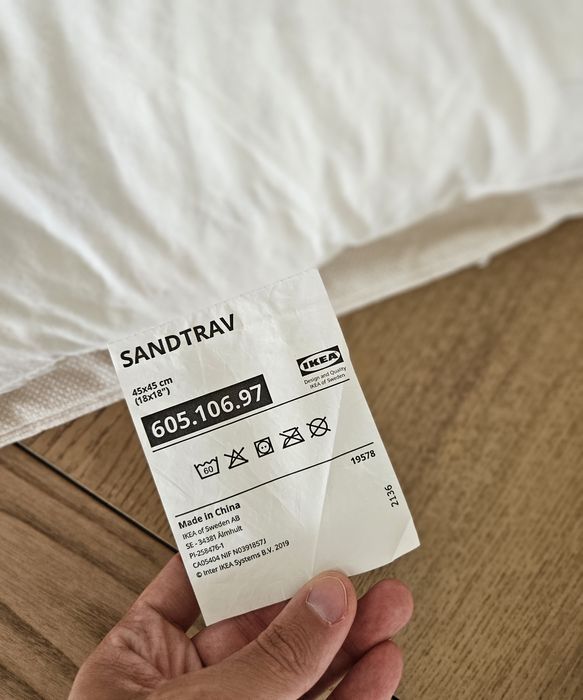 SANDTRAV
45x45 cm
(18x18")
605.106.97
IKEA
Design and Quality
IKEA of Sweden
60
19578
2136
Made in China
IKEA of Sweden AB
SE - 34381 Älmhult
PI-258476-1
CA05404 NIF N0391857J
© Inter IKEA Systems B.V. 2019